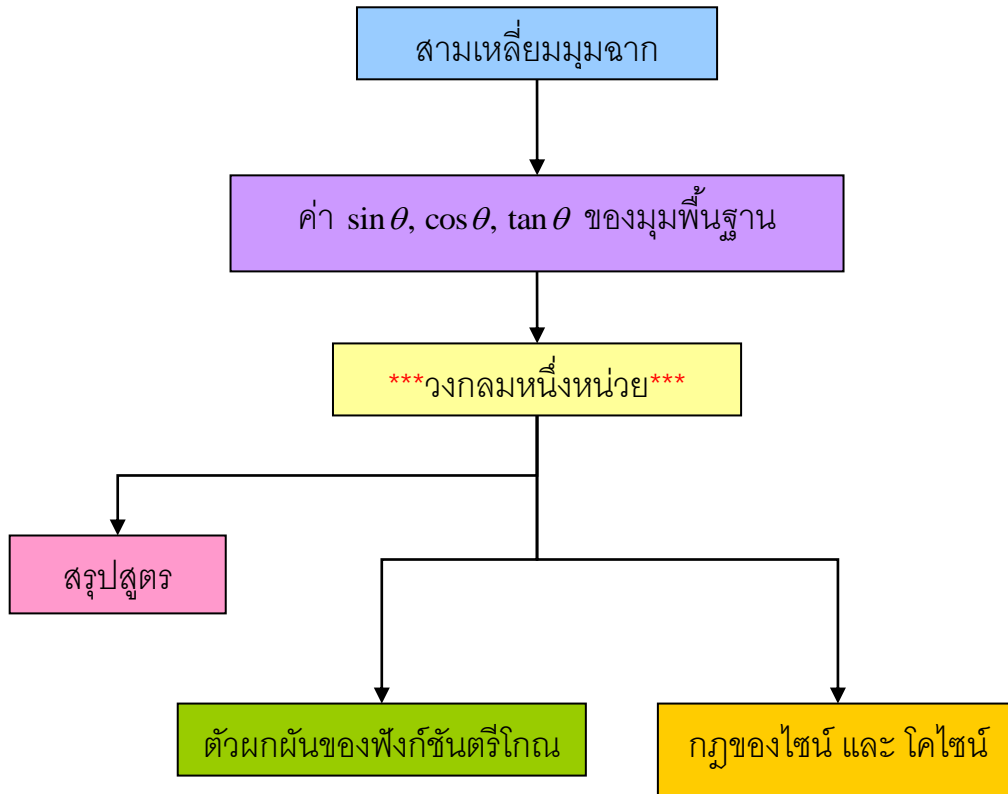 สามเหลี่ยมมุมฉาก
ค่า sin θ, cos θ, tan θ ของมุมพื้นฐาน
***วงกลมหนึ่งหน่วย***
สรุปสูตร
ตัวผกผันของฟังก์ชันตรีโกณ
กฎของไซน์ และ โคไซน์